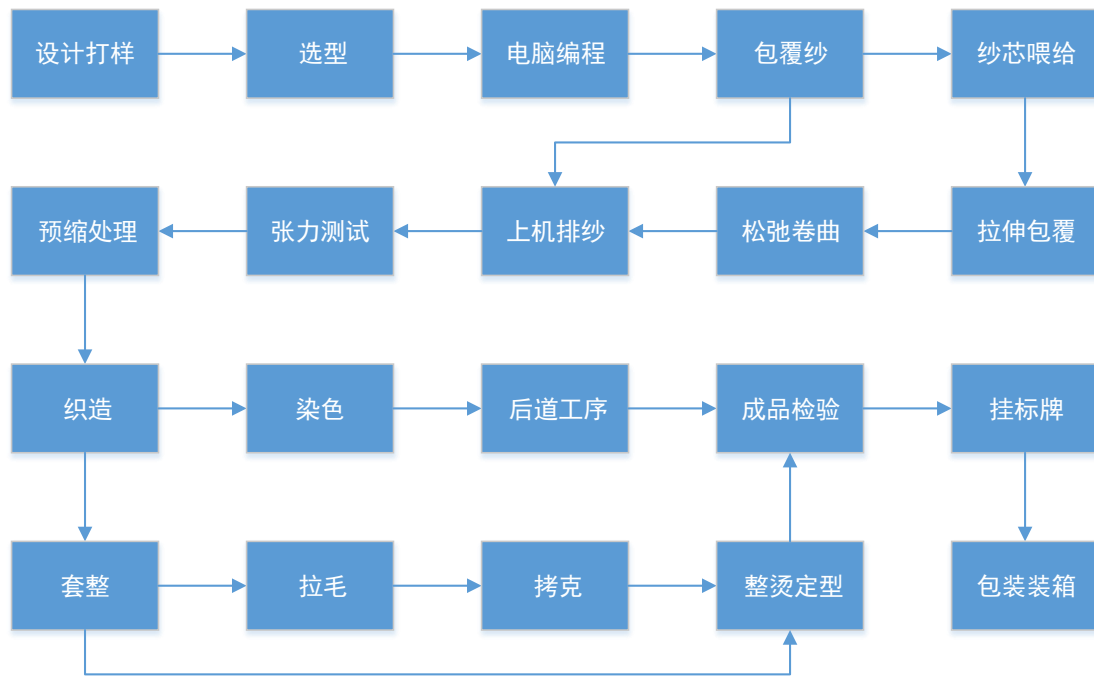 设计打样
选型
电脑编程
包覆纱
纱芯喂给
预缩处理
张力测试
上机排纱
松弛卷曲
拉伸包覆
织造
染色
后道工序
成品检验
挂标牌
套整
拉毛
拷克
整烫定型
包装装箱